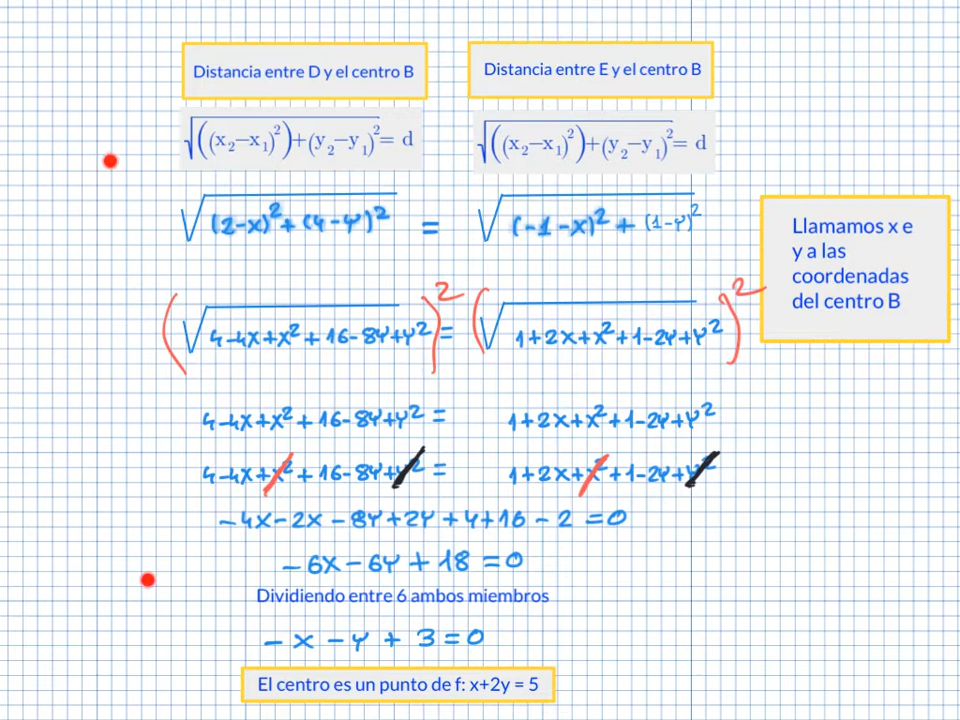 Distancia entre D y el centro B
Distancia entre E y el centro B
√((x₂−x₁)²)+(y₂−y₁)² = d
√((x₂−x₁)²)+(y₂−y₁)² = d
√(2-x)²+(4-y)² = √(-1-x)²+(1-y)²
Llamamos x e
y a las
coordenadas
del centro B
(√4-4x+x²+16-8y+y²)² = (√1+2x+x²+1-2y+y²)²
4-4x+x²+16-8y+y² = 1+2x+x²+1-2y+y²
4-4x+x²+16-8y+y² = 1+2x+x²+1-2y+y²
-4x-2x-8y+2y+4+16-2=0
-6x-6y+18=0
Dividiendo entre 6 ambos miembros
-x-y+3=0
El centro es un punto de f: x+2y = 5